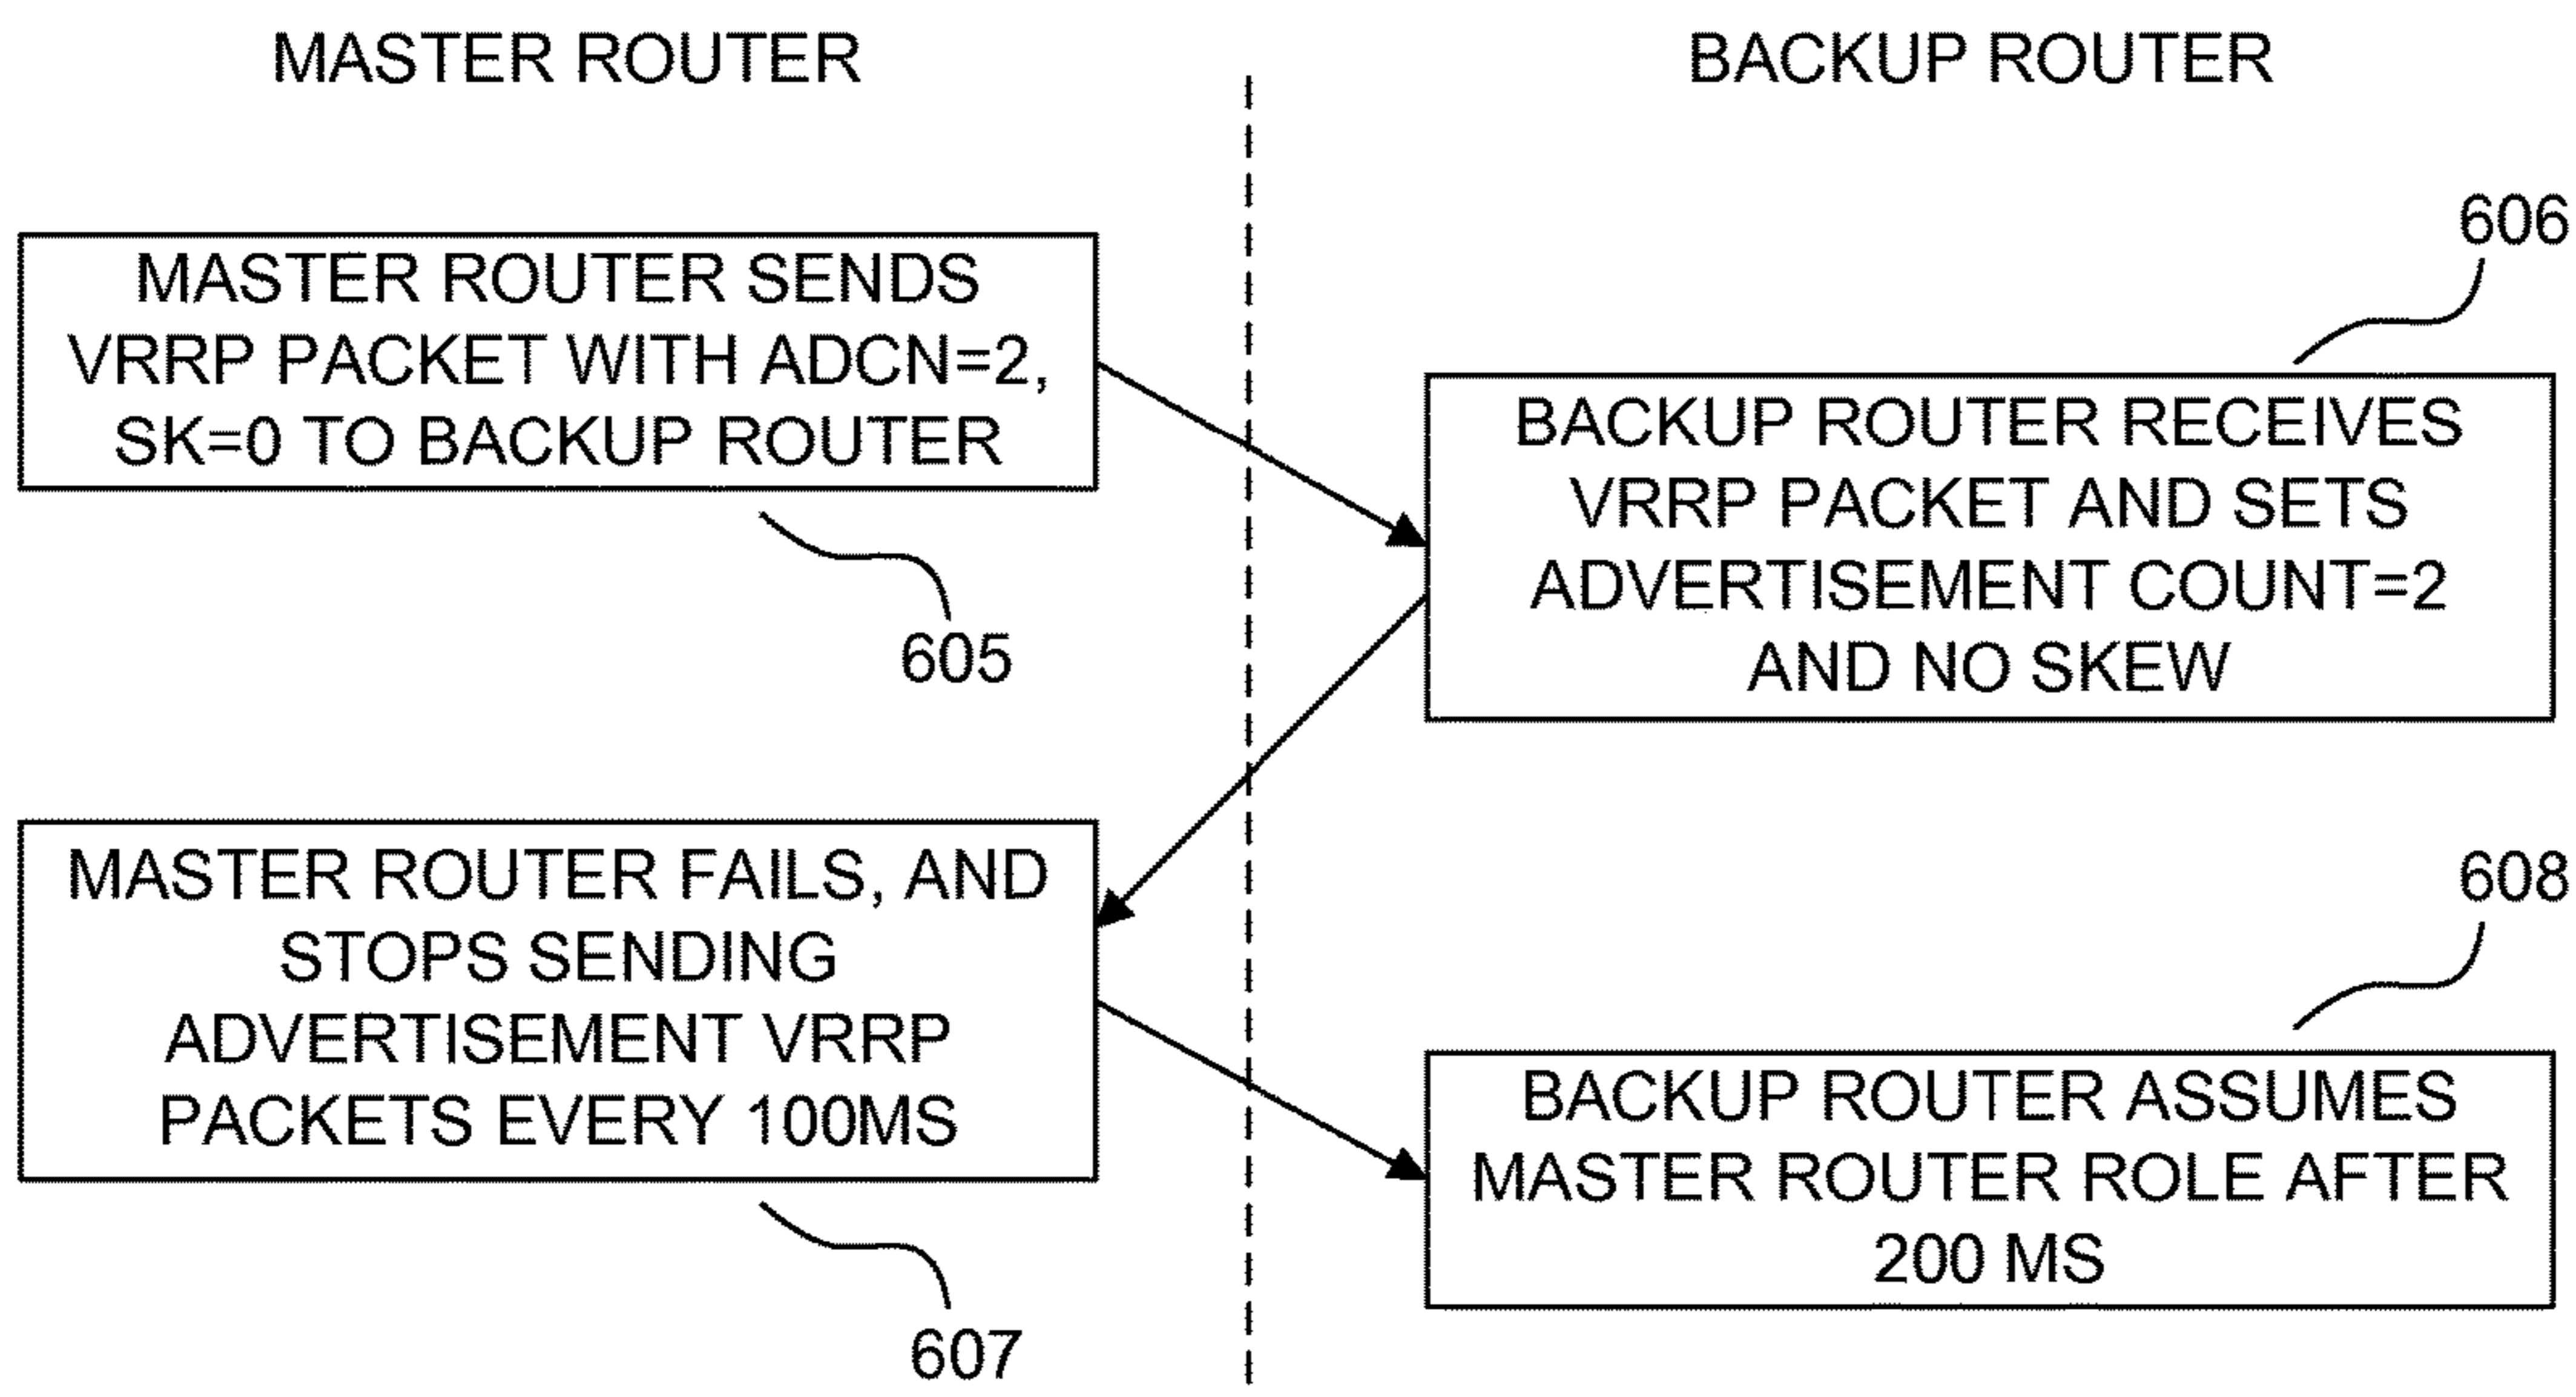 MASTER ROUTER
BACKUP ROUTER
MASTER ROUTER SENDS
VRRP PACKET WITH ADCN=2,
SK=0 TO BACKUP ROUTER
605
606
BACKUP ROUTER RECEIVES
VRRP PACKET AND SETS
ADVERTISEMENT COUNT=2
AND NO SKEW
MASTER ROUTER FAILS, AND
STOPS SENDING
ADVERTISEMENT VRRP
PACKETS EVERY 100MS
607
608
BACKUP ROUTER ASSUMES
MASTER ROUTER ROLE AFTER
200 MS